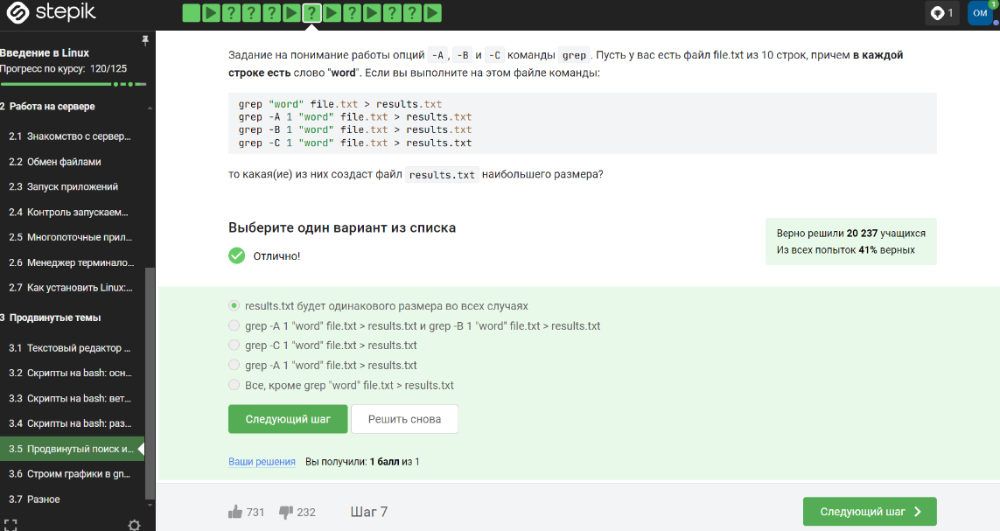 stepik
1
OM
1
Введение в Linux
Прогресс по курсу: 120/125
2 Работа на сервере
2.1 Знакомство с сервер...
2.2 Обмен файлами
2.3 Запуск приложений
2.4 Контроль запускаем...
2.5 Многопоточные прил...
2.6 Менеджер терминало...
2.7 Как установить Linux:...
3 Продвинутые темы
3.1 Текстовый редактор ...
3.2 Скрипты на bash: осн...
3.3 Скрипты на bash: вет...
3.4 Скрипты на bash: раз...
3.5 Продвинутый поиск и...
3.6 Строим графики в gn...
3.7 Разное
Задание на понимание работы опций -A, -B и -C команды grep. Пусть у вас есть файл file.txt из 10 строк, причем в каждой
строке есть слово "word". Если вы выполните на этом файле команды:
grep "word" file.txt > results.txt
grep -A 1 "word" file.txt > results.txt
grep -B 1 "word" file.txt > results.txt
grep -C 1 "word" file.txt > results.txt
то какая(ие) из них создаст файл results.txt наибольшего размера?
Выберите один вариант из списка
Отлично!
Верно решили 20 237 учащихся
Из всех попыток 41% верных
results.txt будет одинакового размера во всех случаях
grep -A 1 "word" file.txt > results.txt и grep -B 1 "word" file.txt > results.txt
grep -C 1 "word" file.txt > results.txt
grep -A 1 "word" file.txt > results.txt
Все, кроме grep "word" file.txt > results.txt
Следующий шаг
Решить снова
Ваши решения Вы получили: 1 балл из 1
731 232 Шаг 7
Следующий шаг